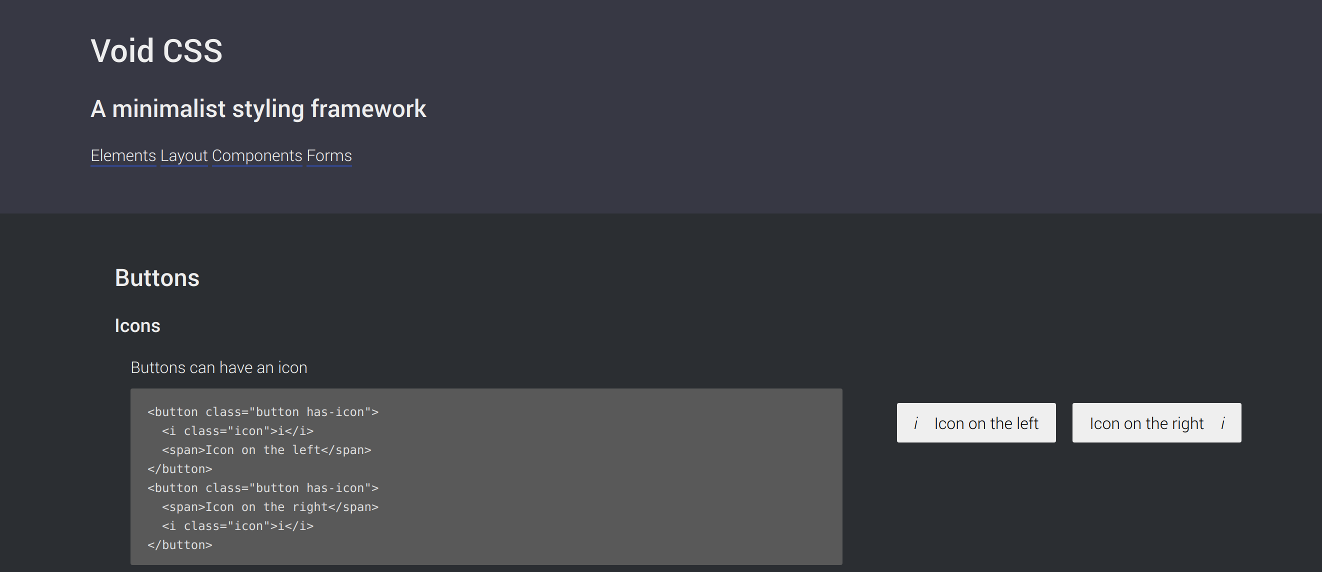 Void CSS
A minimalist styling framework
Elements Layout Components Forms
Buttons
Icons
Buttons can have an icon
<button class="button has-icon">
  <i class="icon">i</i>
  <span>Icon on the left</span>
</button>
<button class="button has-icon">
  <span>Icon on the right</span>
  <i class="icon">i</i>
</button>
i Icon on the left
Icon on the right i